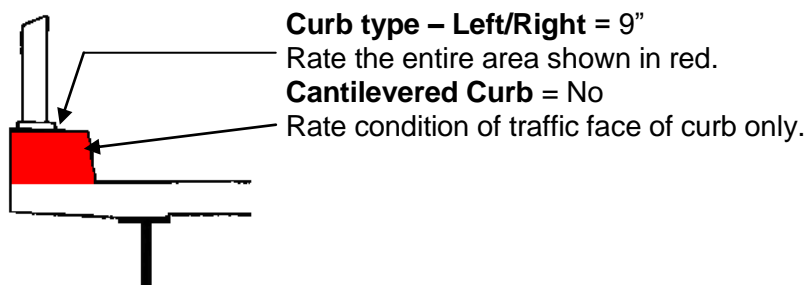 Curb type – Left/Right = 9”
Rate the entire area shown in red.
Cantilevered Curb = No
Rate condition of traffic face of curb only.